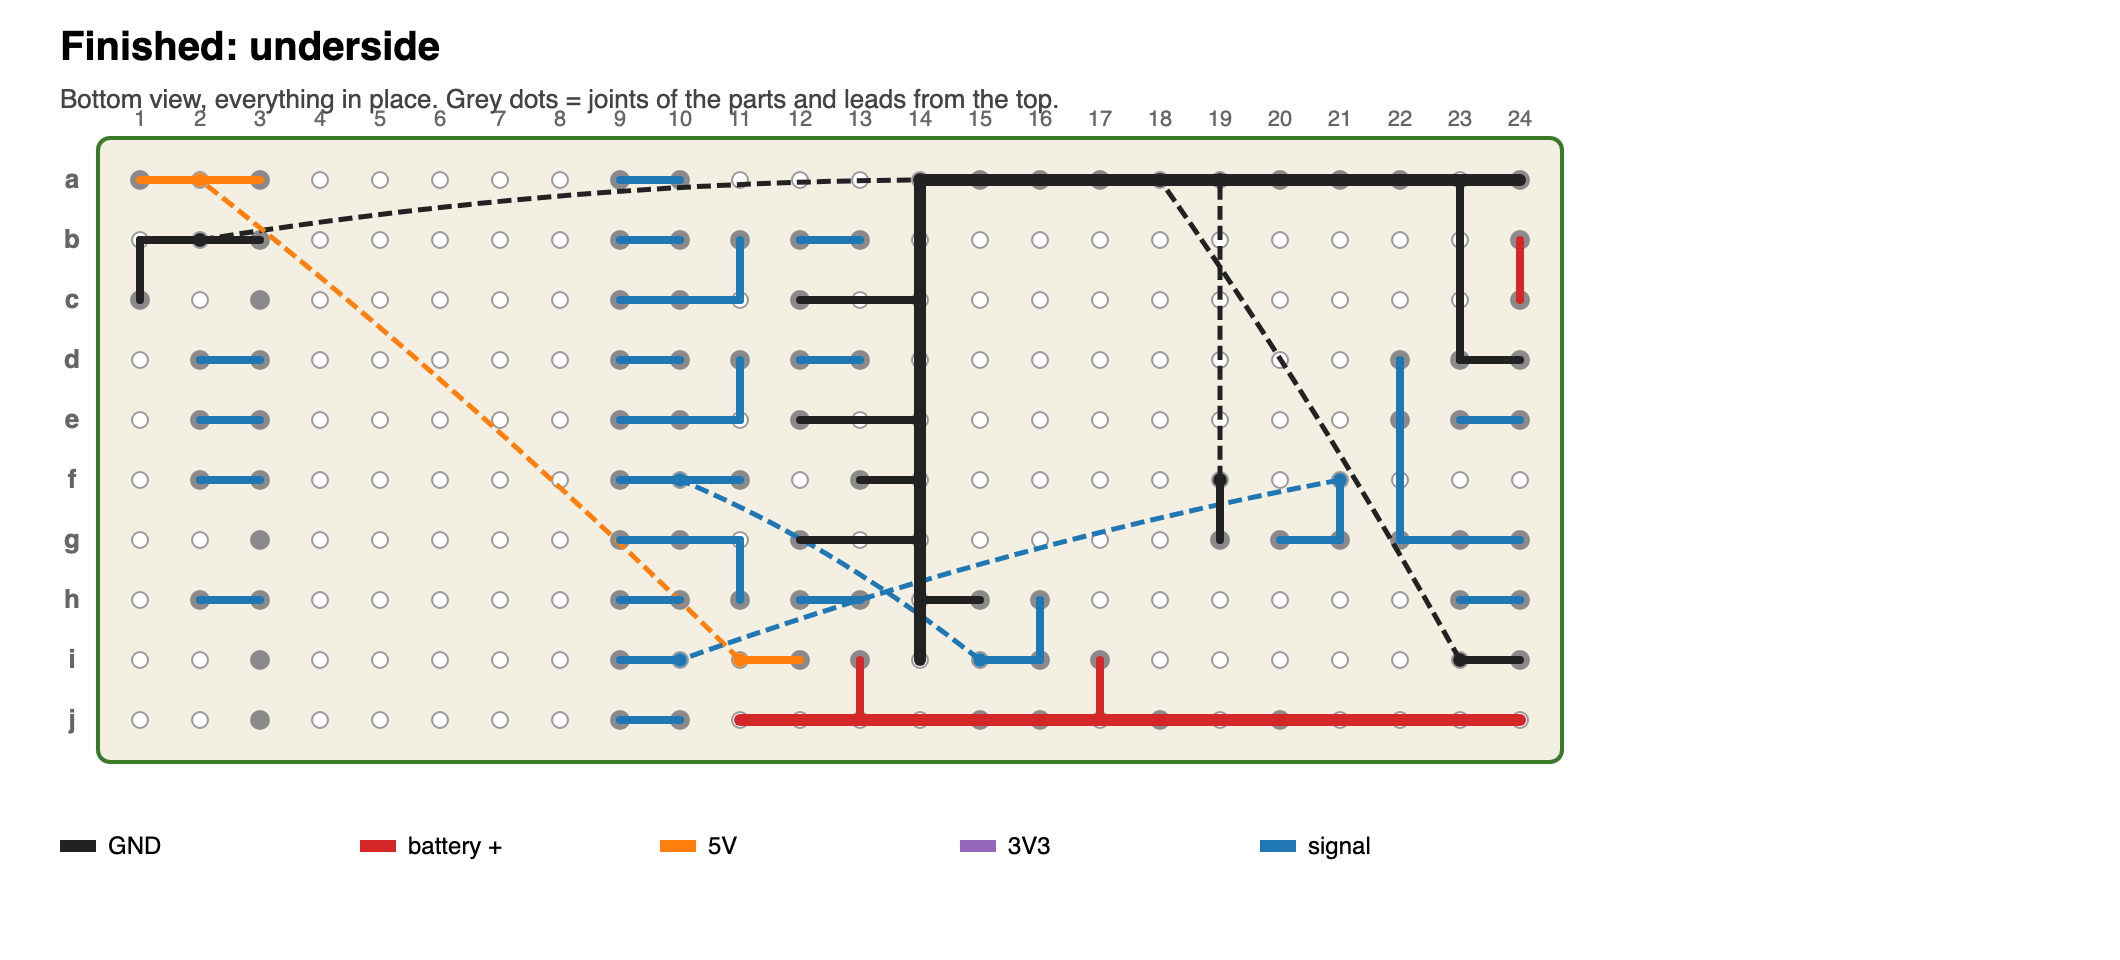 Finished: underside
Bottom view, everything in place. Grey dots = joints of the parts and leads from the top.
1 2 3 4 5 6 7 8 9 10 11 12 13 14 15 16 17 18 19 20 21 22 23 24
a
b
c
d
e
f
g
h
i
j
GND battery + 5V 3V3 signal